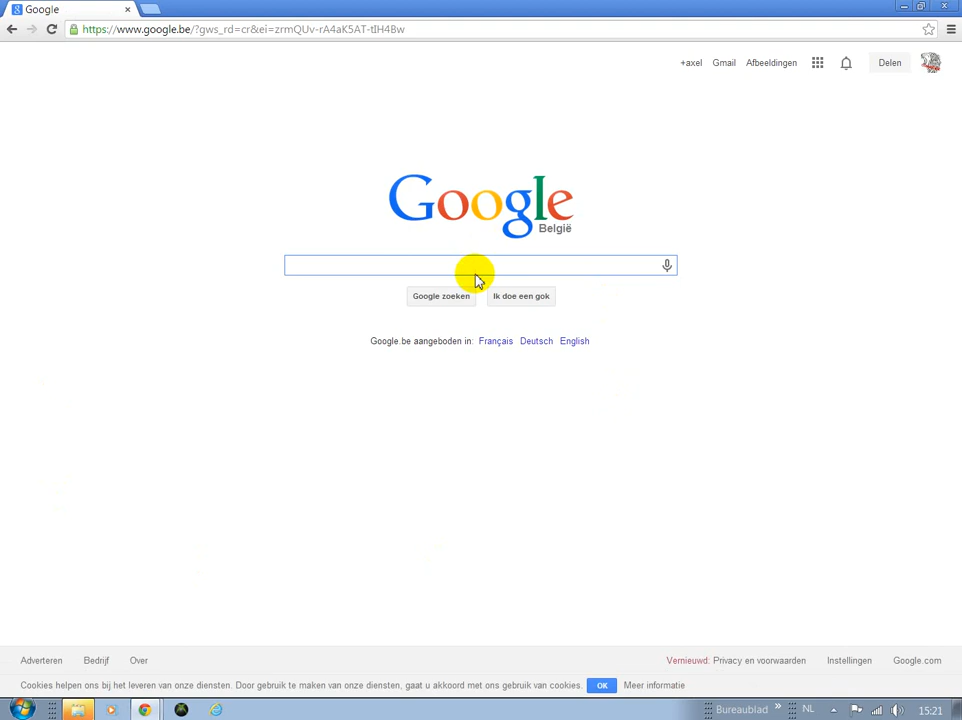 Google
https://www.google.be/?gws_rd=cr&ei=zrmQUv-rA4aK5AT-tIH4Bw
+axel Gmail Afbeeldingen Delen
Google
België
Google zoeken Ik doe een gok
Google.be aangeboden in: Français Deutsch English
Adverteren Bedrijf Over Vernieuwd: Privacy en voorwaarden Instellingen Google.com
Cookies helpen ons bij het leveren van onze diensten. Door gebruik te maken van onze diensten, gaat u akkoord met ons gebruik van cookies. OK Meer informatie
Bureaublad » NL 15:21